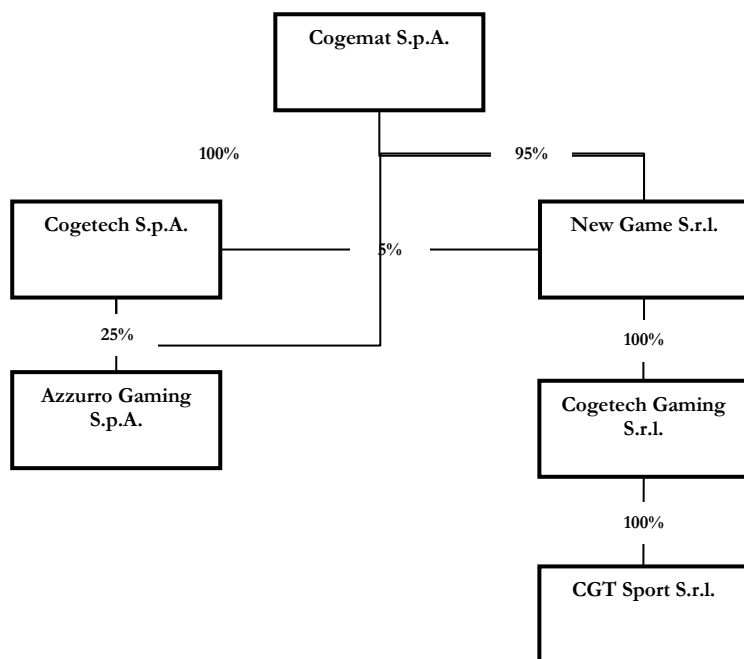 Cogemat S.p.A.
100%
95%
Cogetech S.p.A.
New Game S.r.l.
5%
25%
100%
Azzurro Gaming
S.p.A.
Cogetech Gaming
S.r.l.
100%
CGT Sport S.r.l.